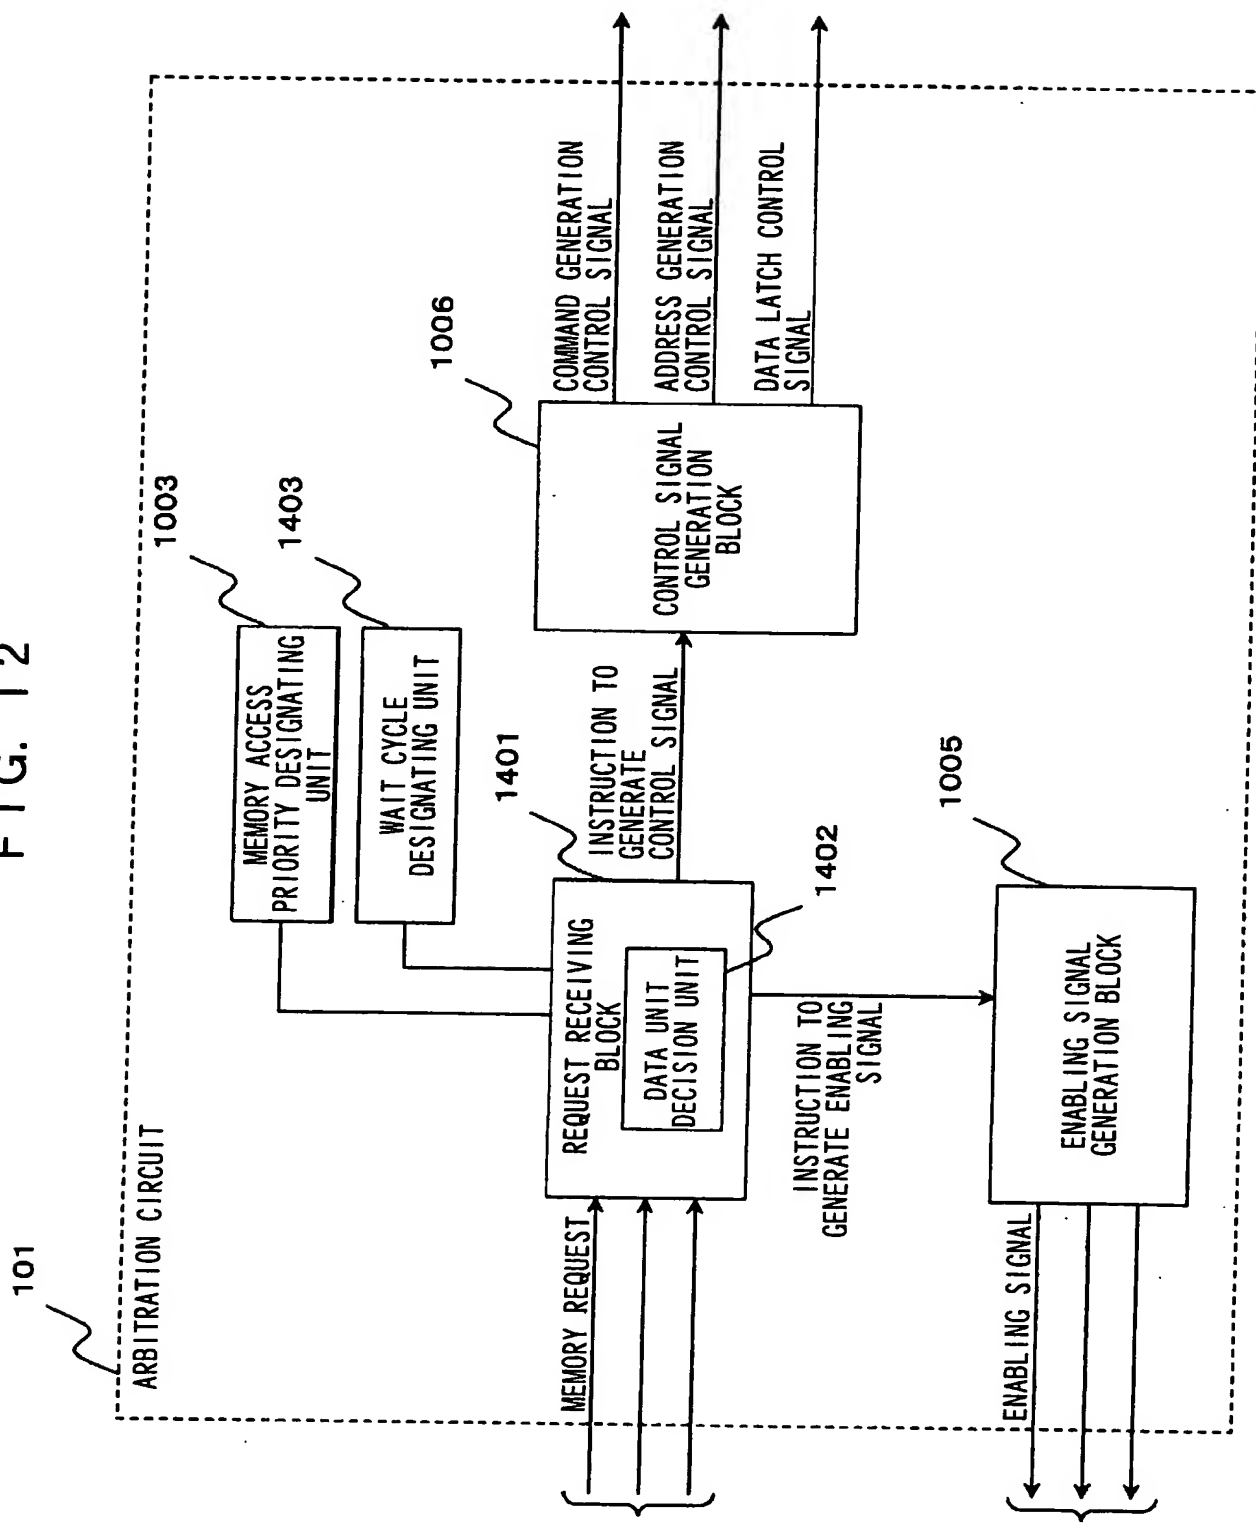 FIG. 12
101
ARBITRATION CIRCUIT
MEMORY ACCESS
PRIORITY DESIGNATING
UNIT
1003
WAIT CYCLE
DESIGNATING UNIT
1403
MEMORY REQUEST
REQUEST RECEIVING
BLOCK
1401
DATA UNIT
DECISION UNIT
1402
INSTRUCTION TO
GENERATE
CONTROL SIGNAL
CONTROL SIGNAL
GENERATION
BLOCK
1006
COMMAND GENERATION
CONTROL SIGNAL
ADDRESS GENERATION
CONTROL SIGNAL
DATA LATCH CONTROL
SIGNAL
INSTRUCTION TO
GENERATE ENABLING
SIGNAL
ENABLING SIGNAL
ENABLING SIGNAL
GENERATION BLOCK
1005